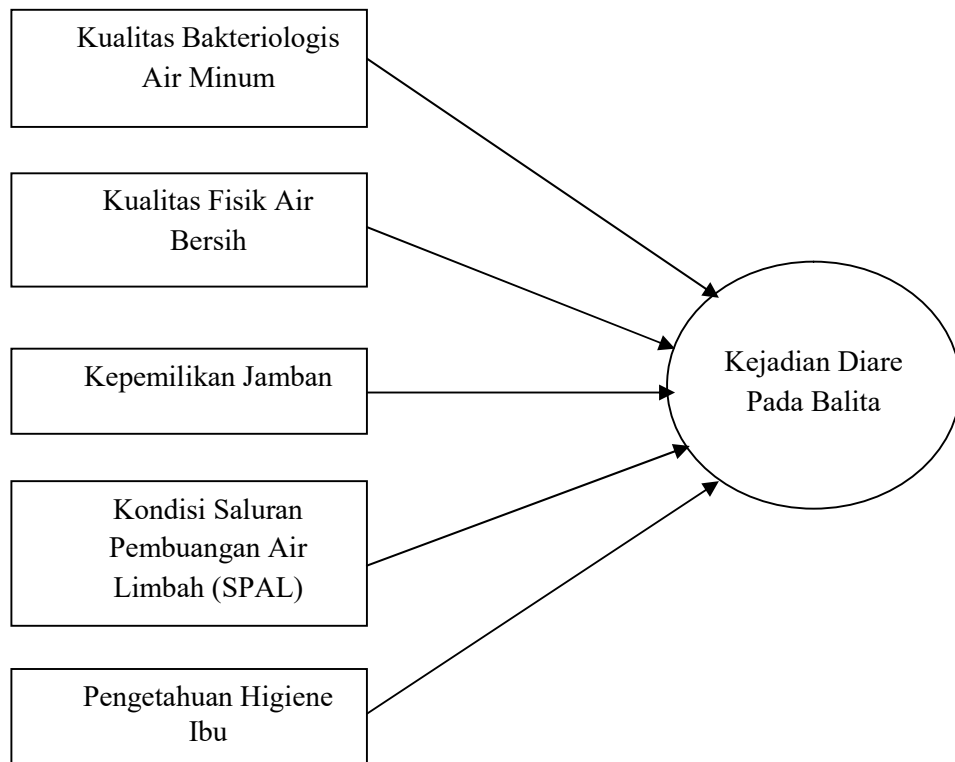 Kualitas Bakteriologis
Air Minum
Kualitas Fisik Air
Bersih
Kepemilikan Jamban
Kejadian Diare
Pada Balita
Kondisi Saluran
Pembuangan Air
Limbah (SPAL)
Pengetahuan Higiene
Ibu